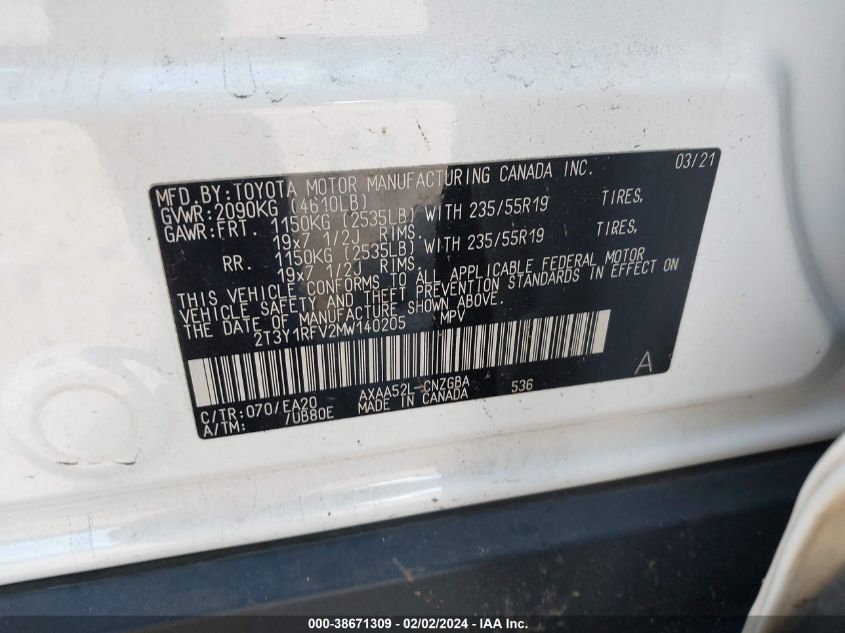 MFD. BY: TOYOTA MOTOR MANUFACTURING CANADA INC. 03/21
GVWR: 2090KG (4610LB)
GAWR: FRT. 1150KG (2535LB) WITH 235/55R19 TIRES,
19x7 1/2J RIMS.
RR. 1150KG (2535LB) WITH 235/55R19 TIRES,
19x7 1/2J RIMS.
THIS VEHICLE CONFORMS TO ALL APPLICABLE FEDERAL MOTOR
VEHICLE SAFETY AND THEFT PREVENTION STANDARDS IN EFFECT ON
THE DATE OF MANUFACTURE SHOWN ABOVE.
2T3Y1RFV2MW140205 MPV
A
C/TR: 070/EA20 AXAA52L-CNZGBA 536
A/TM: /UB80E MADE IN CANADA
000-38671309 - 02/02/2024 - IAA Inc.